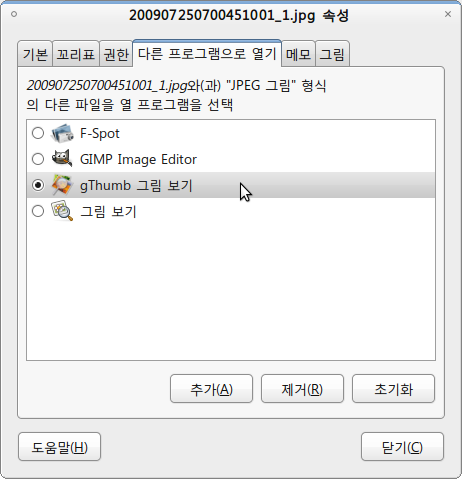 200907250700451001_1.jpg 속성
기본 꼬리표 권한 다른 프로그램으로 열기 메모 그림
200907250700451001_1.jpg와(과) "JPEG 그림" 형식
의 다른 파일을 열 프로그램을 선택
F-Spot
GIMP Image Editor
gThumb 그림 보기
그림 보기
추가(A) 제거(R) 초기화
도움말(H) 닫기(C)